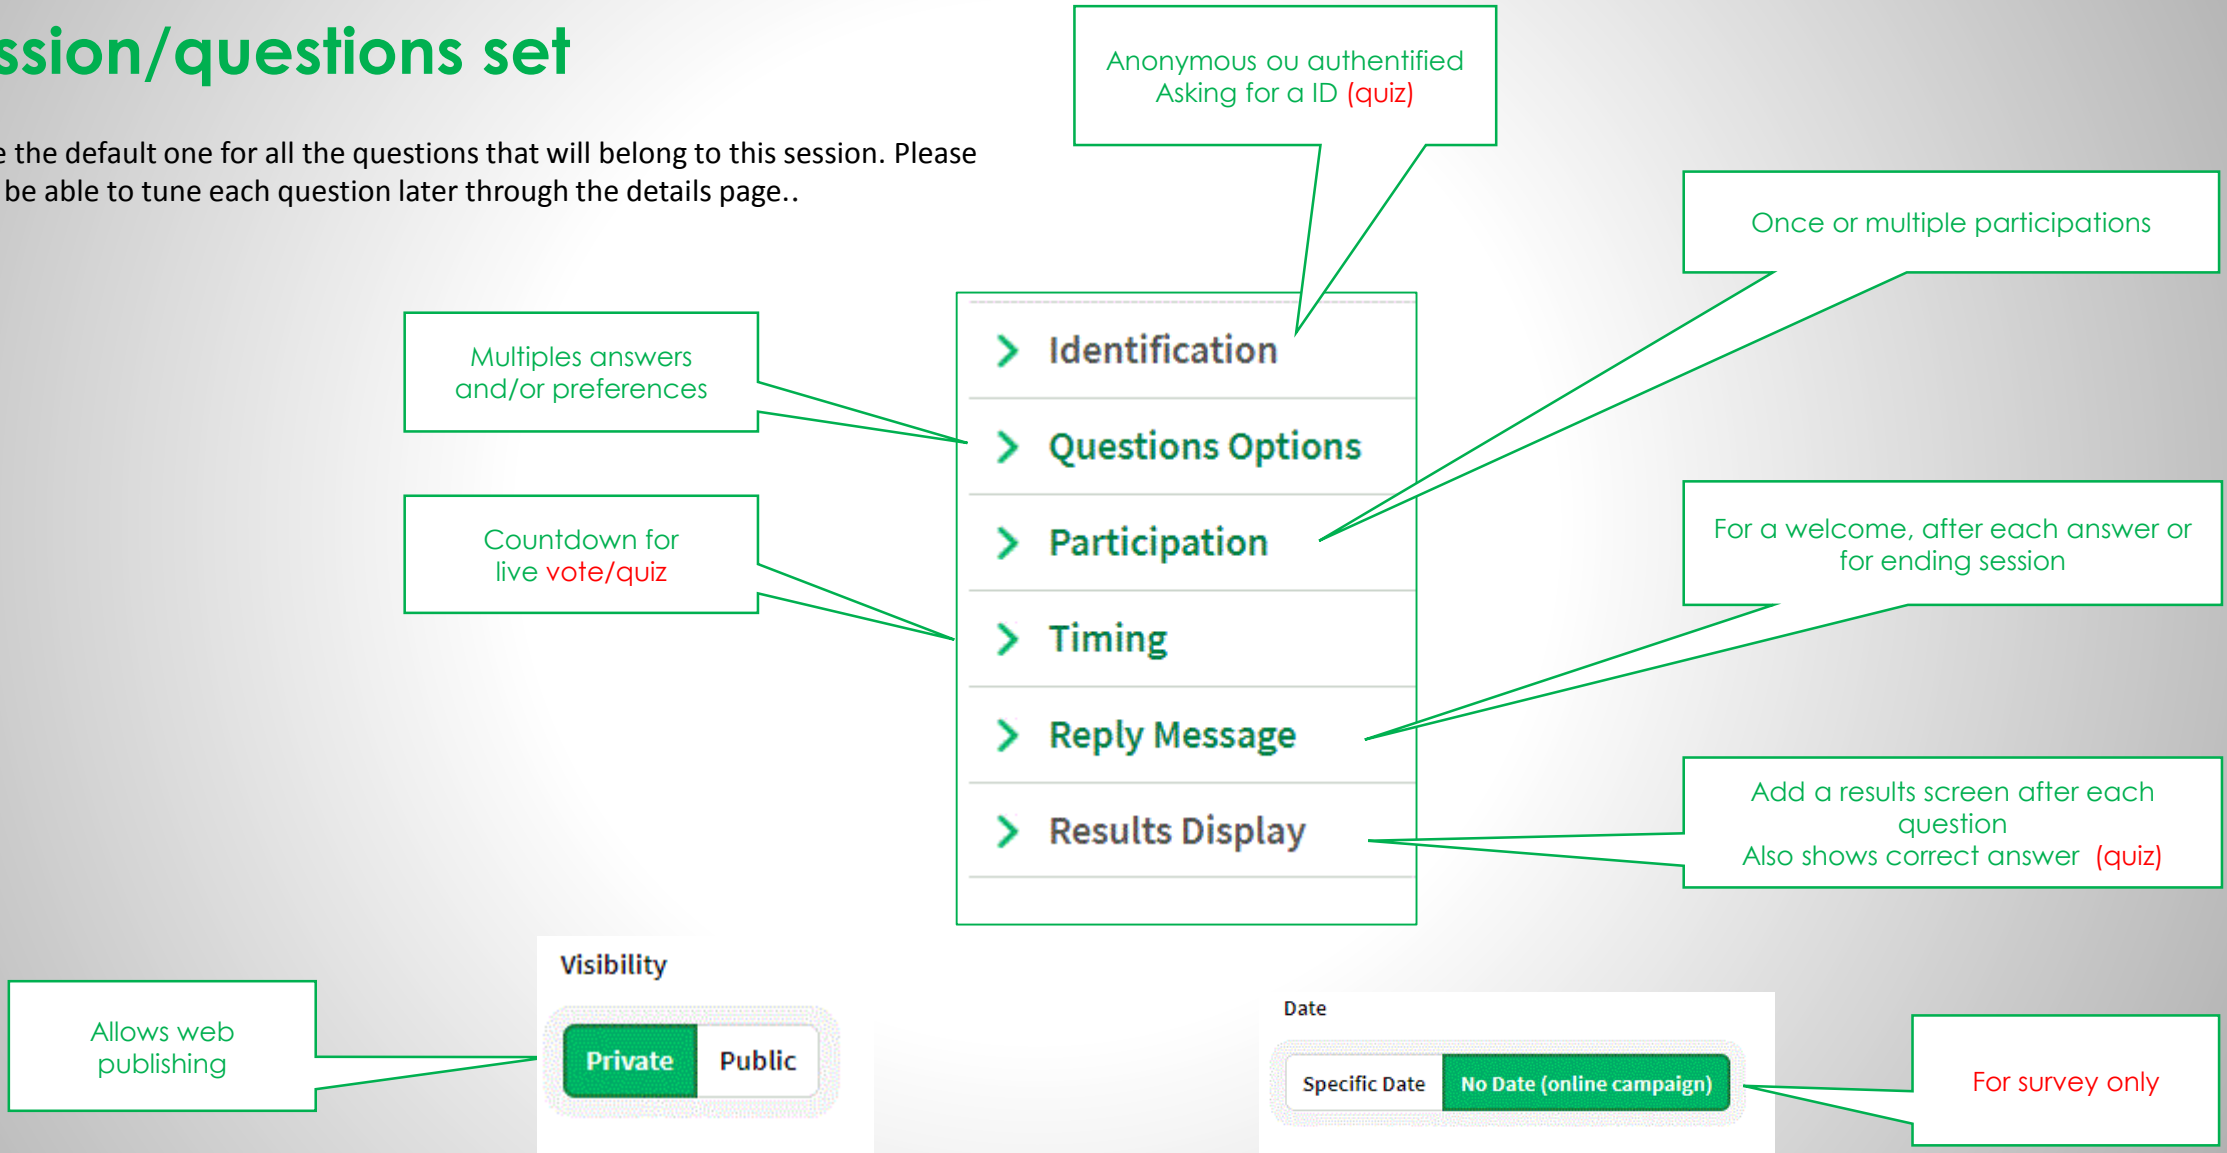 ssion/questions set
e the default one for all the questions that will belong to this session. Please
be able to tune each question later through the details page..
Anonymous ou authentified
Asking for a ID (quiz)
Once or multiple participations
Multiples answers
and/or preferences
Countdown for
live vote/quiz
Identification
Questions Options
Participation
Timing
Reply Message
Results Display
For a welcome, after each answer or
for ending session
Add a results screen after each
question
Also shows correct answer (quiz)
Allows web
publishing
Visibility
Private Public
Date
Specific Date No Date (online campaign)
For survey only